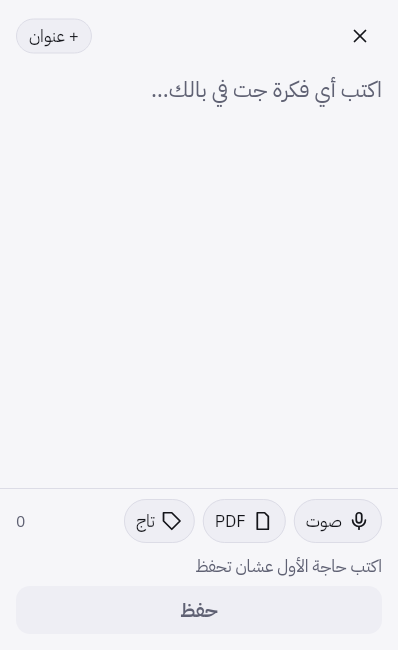 + عنوان
اكتب أي فكرة جت في بالك...
صوت PDF تاج 0
اكتب حاجة الأول عشان تحفظ
حفظ